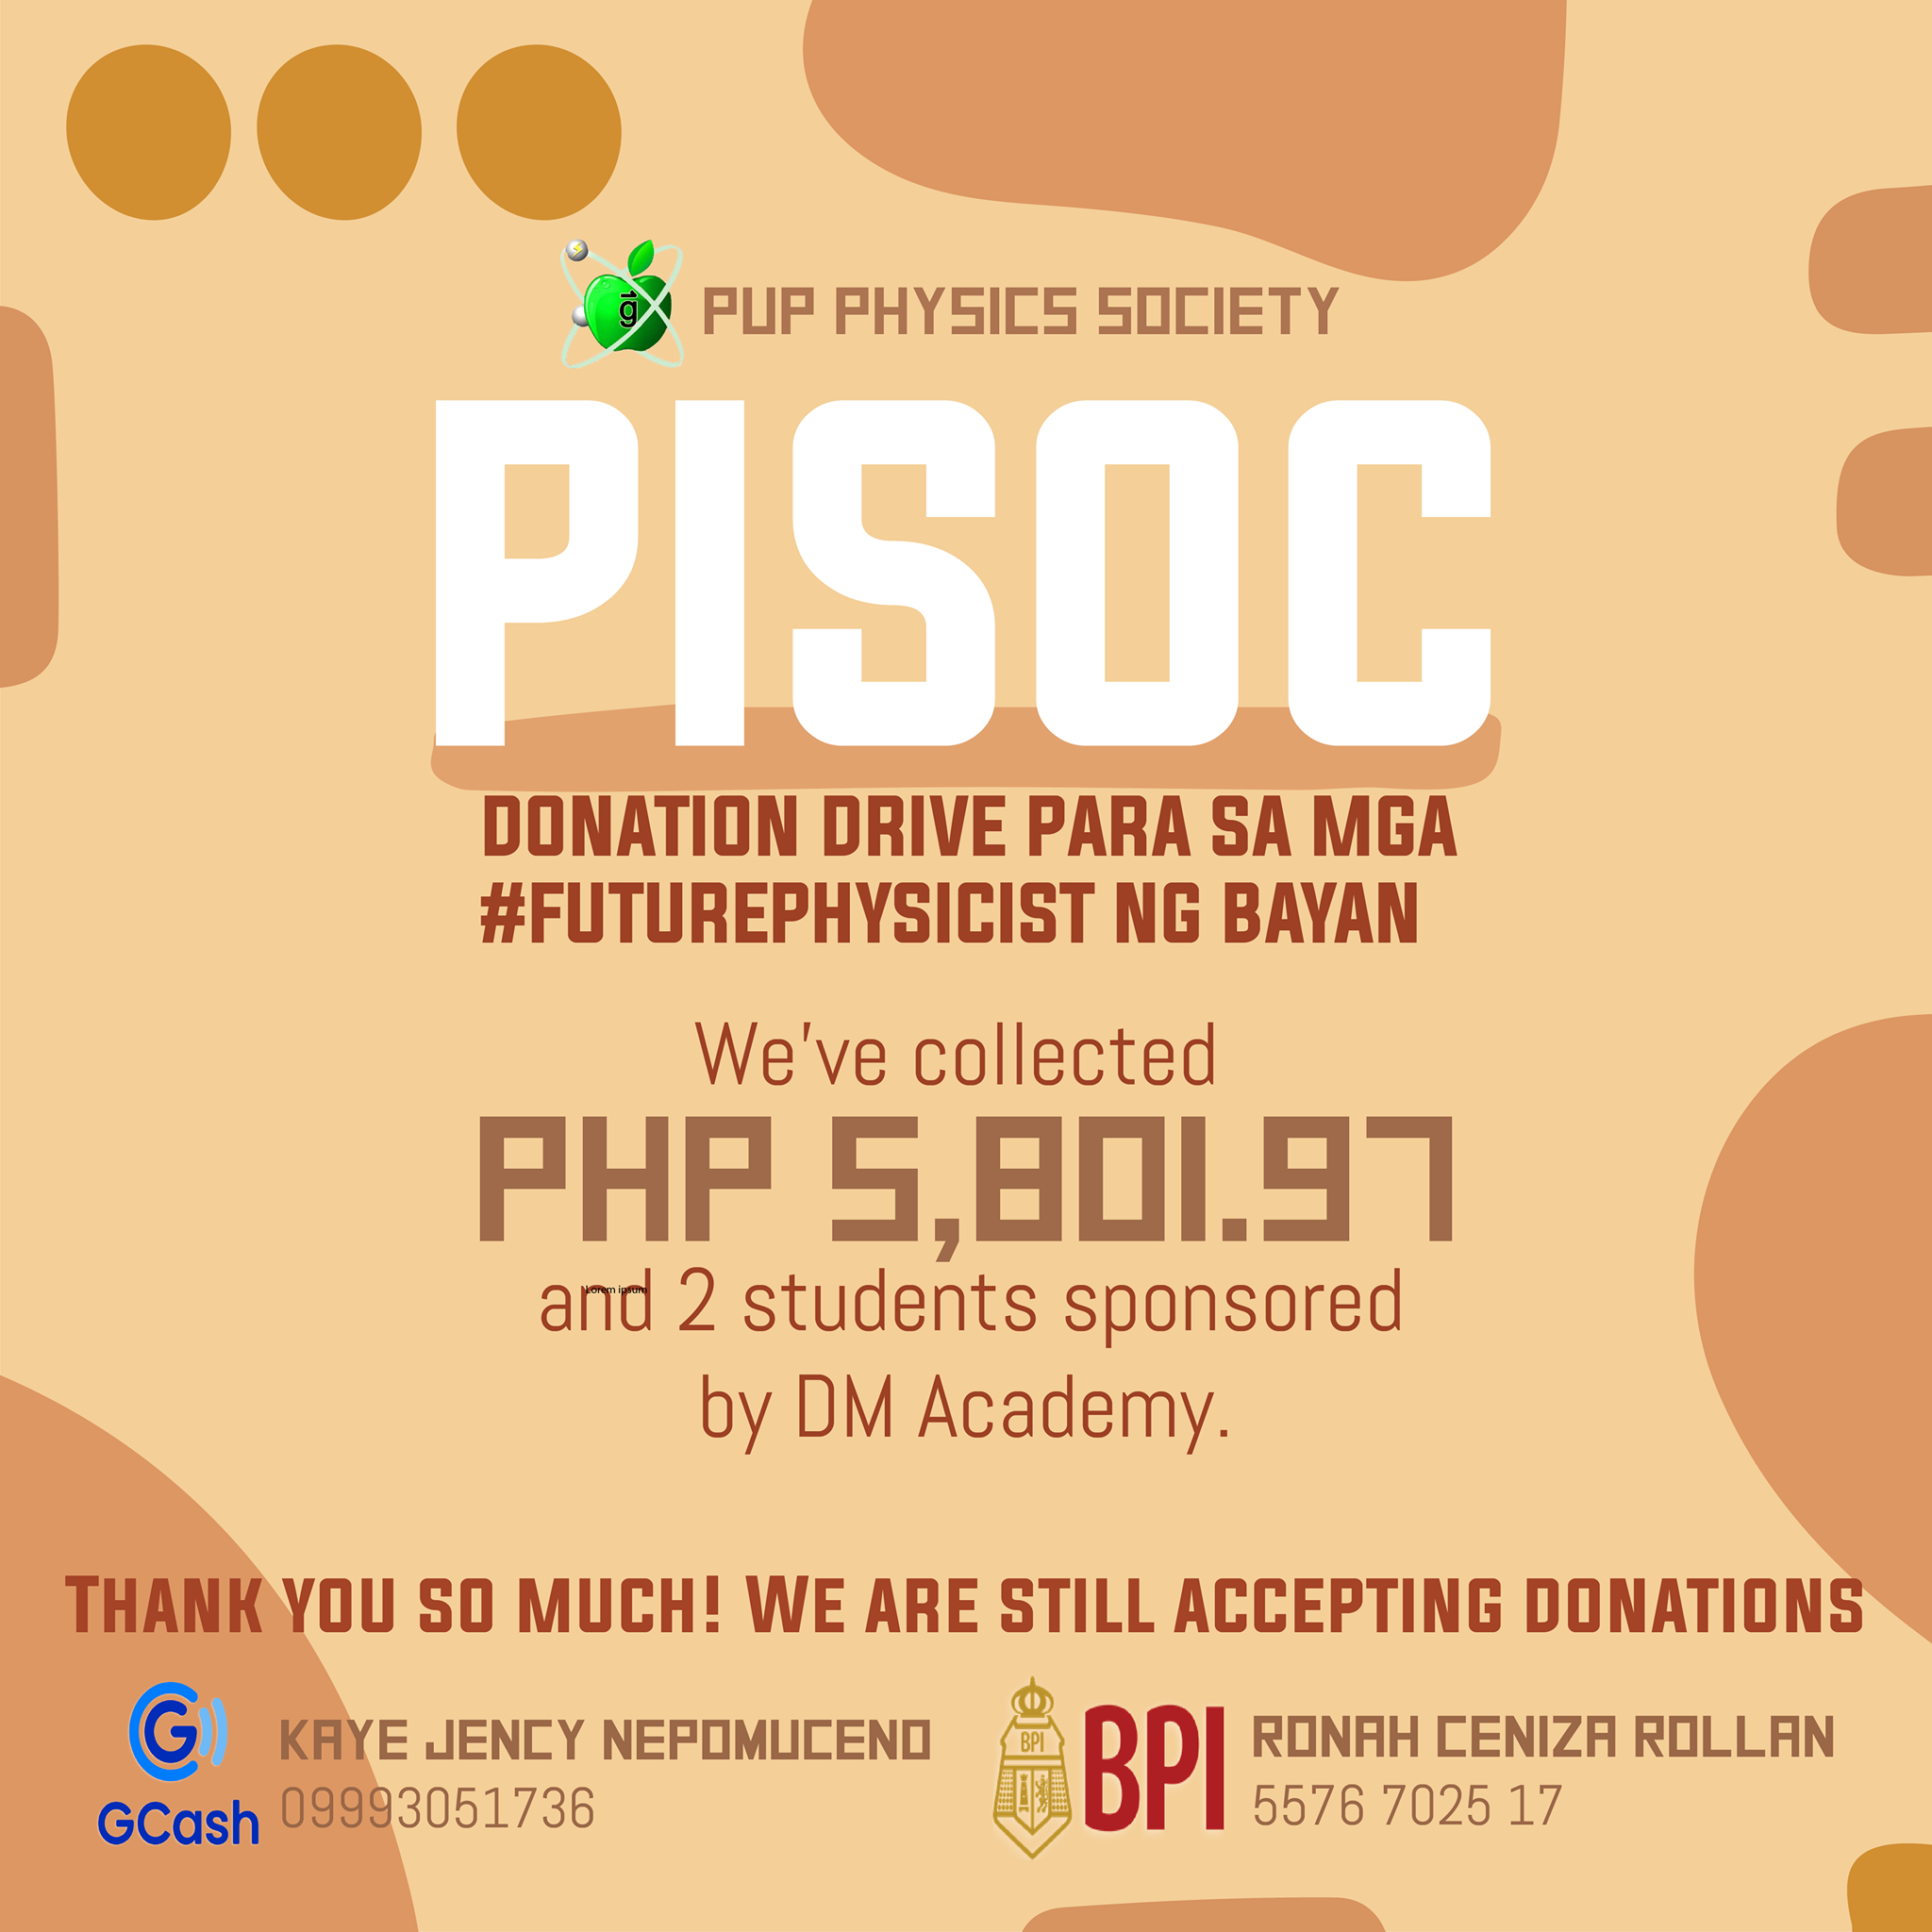 PUP PHYSICS SOCIETY
PISOC
DONATION DRIVE PARA SA MGA
#FUTUREPHYSICIST NG BAYAN
We've collected
PHP 5,801.97
Lorem ipsum
and 2 students sponsored
by DM Academy.
THANK YOU SO MUCH! WE ARE STILL ACCEPTING DONATIONS
GCash
KAYE JENCY NEPOMUCENO
09993051736
BPI
BPI
RONAH CENIZA ROLLAN
5576 7025 17